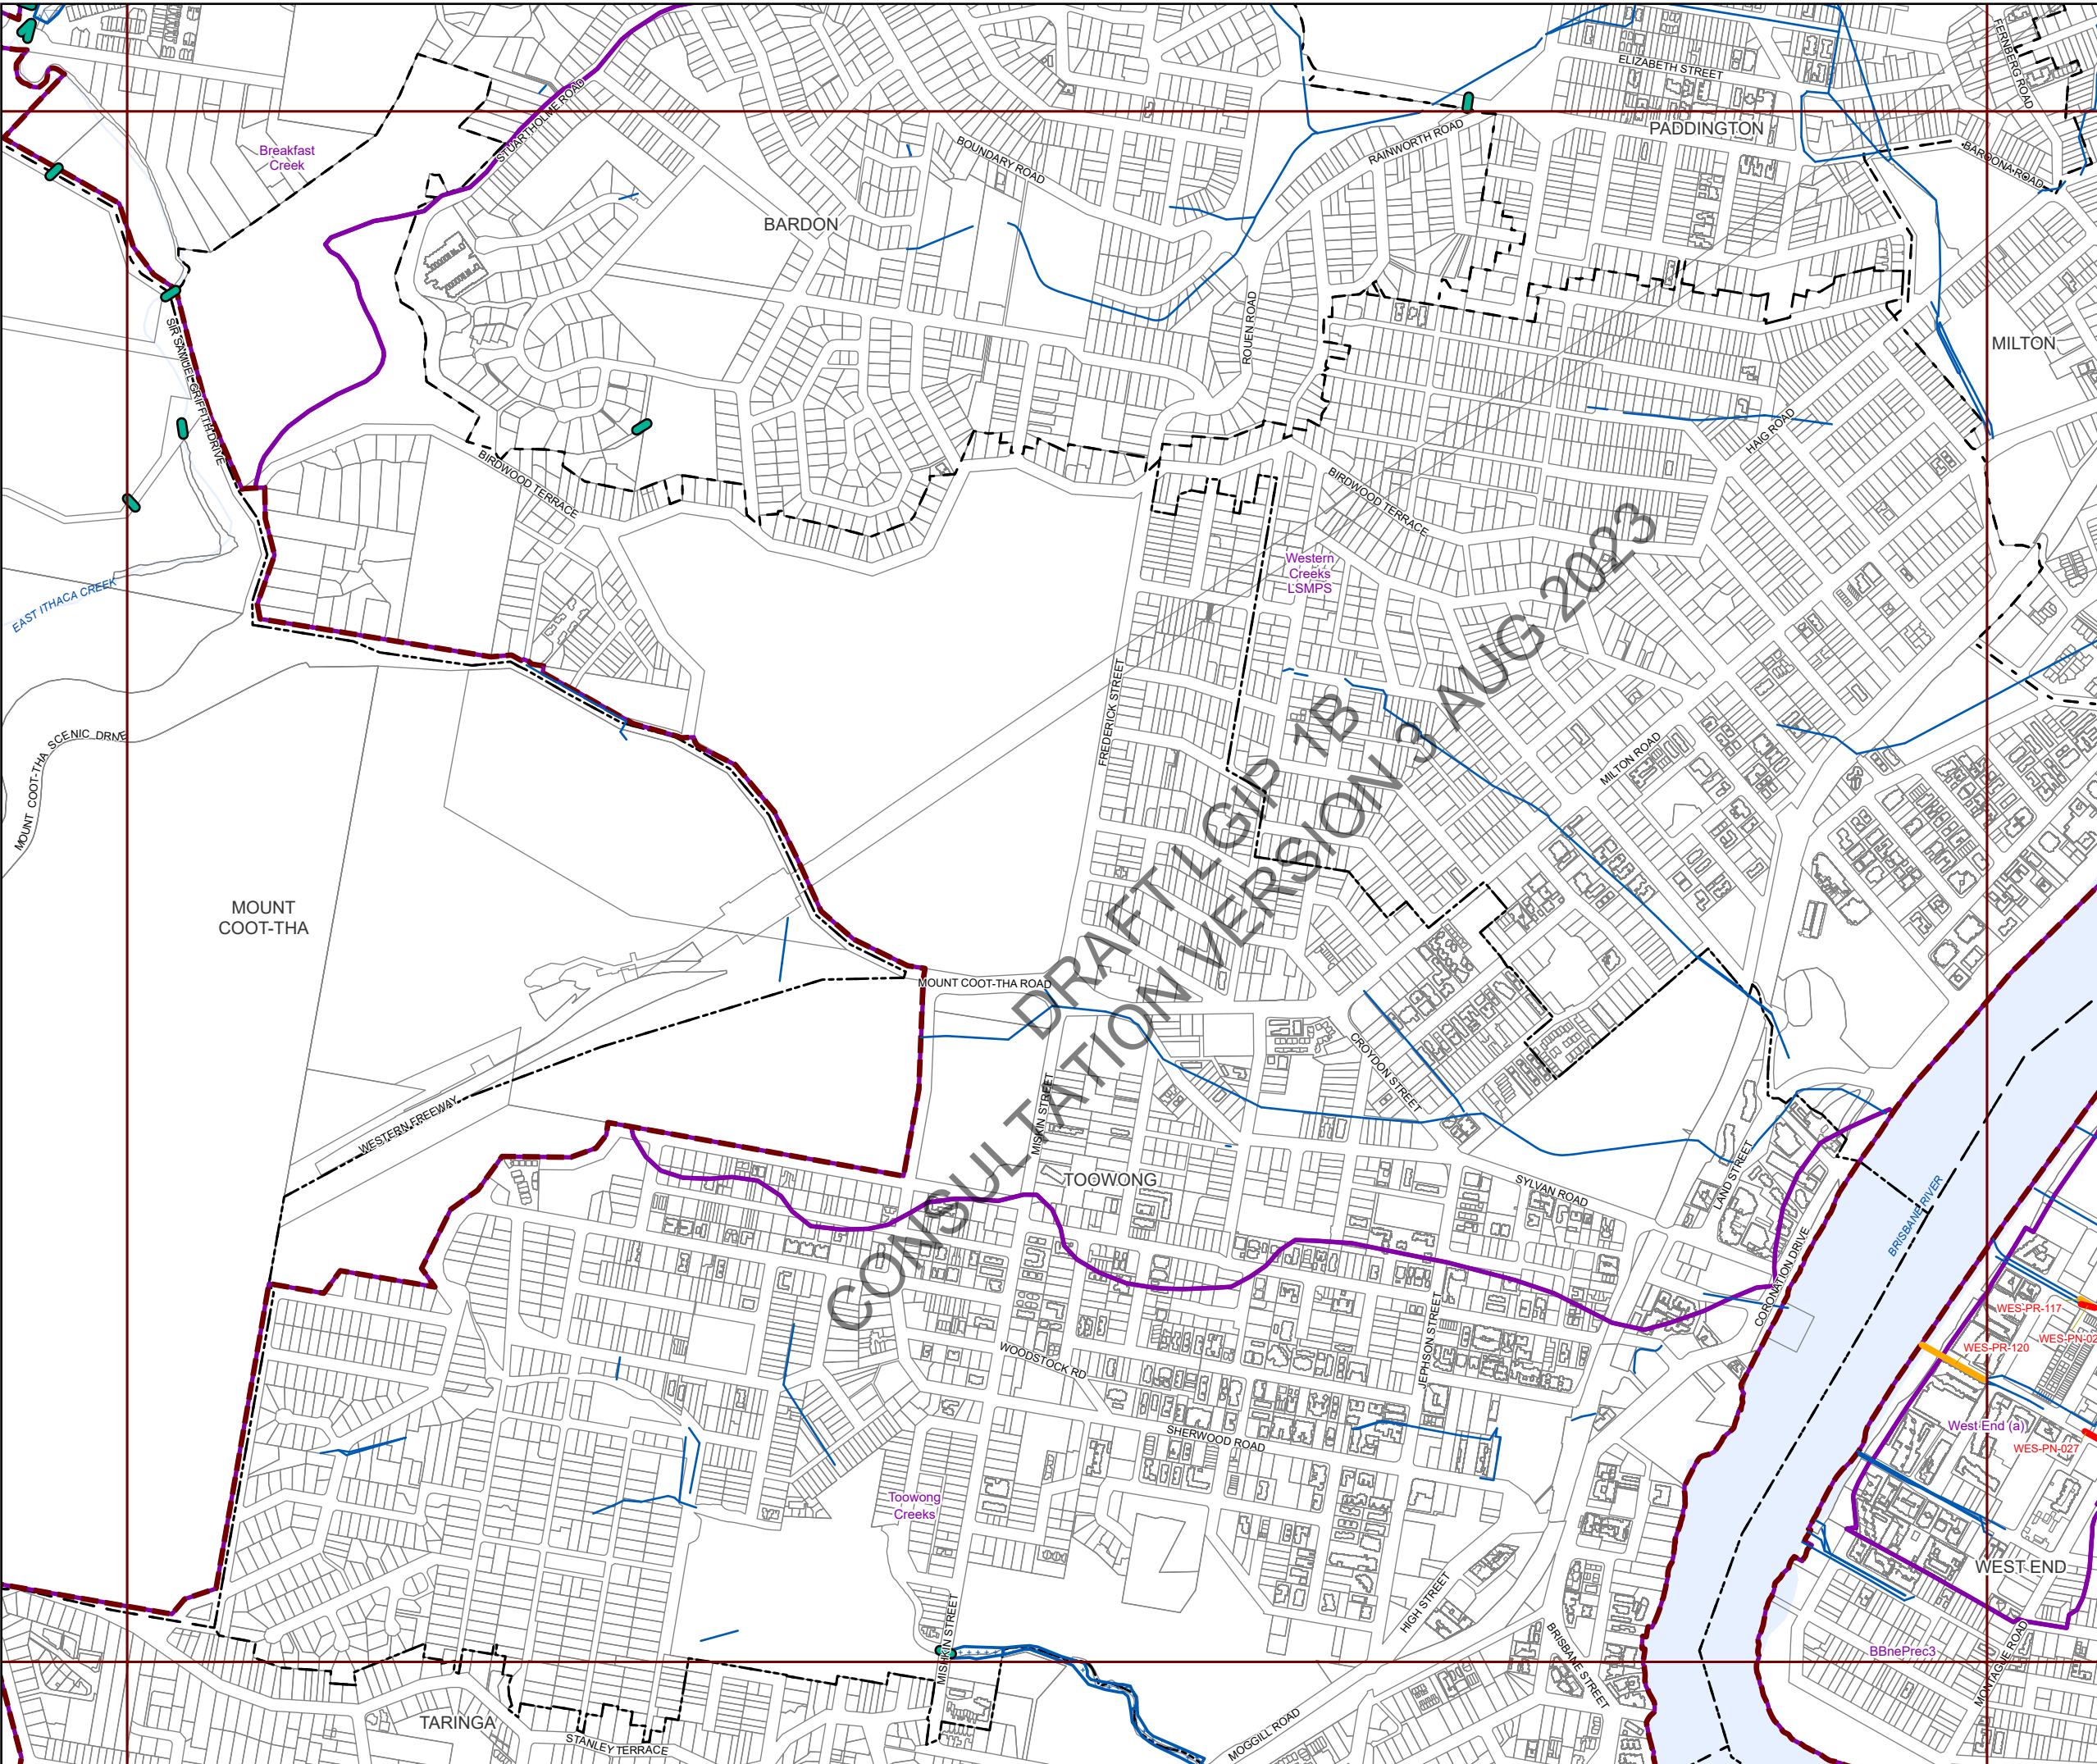 FERNBERG ROAD
ELIZABETH STREET
STUARTHOLME ROAD
PADDINGTON
RAINWORTH ROAD
BOUNDARY ROAD
BAROONA ROAD
Breakfast
Creek
BARDON
ROUEN ROAD
MILTON
SIR SAMUEL GRIFFITH DRIVE
HAIG ROAD
BIRDWOOD TERRACE
BIRDWOOD TERRACE
Western
Creeks
LSMPS
EAST ITHACA CREEK
FREDERICK STREET
MOUNT COOT-THA SCENIC DRIVE
MILTON ROAD
DRAFT LGIP 1B
CONSULTATION VERSION 3 AUG 2023
MOUNT
COOT-THA
MOUNT COOT-THA ROAD
CROYDON STREET
WESTERN FREEWAY
MISKIN STREET
TOOWONG
SYLVAN ROAD
LAND STREET
BRISBANE RIVER
CORONATION DRIVE
JEPHSON STREET
WES-PR-117
WES-PN-02
WES-PR-120
WOODSTOCK RD
SHERWOOD ROAD
West End (a)
WES-PN-027
Toowong
Creeks
WEST END
HIGH STREET
MISKIN STREET
BRISBANE STREET
BBnePrec3
MONTAGUE ROAD
TARINGA
STANLEY TERRACE
MOGGILL ROAD